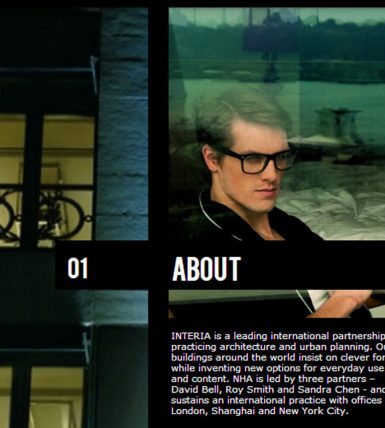 01
ABOUT
INTERIA is a leading international partnership
practicing architecture and urban planning. Ou
buildings around the world insist on clever for
while inventing new options for everyday use
and content. NHA is led by three partners –
David Bell, Roy Smith and Sandra Chen - and
sustains an international practice with offices
London, Shanghai and New York City.